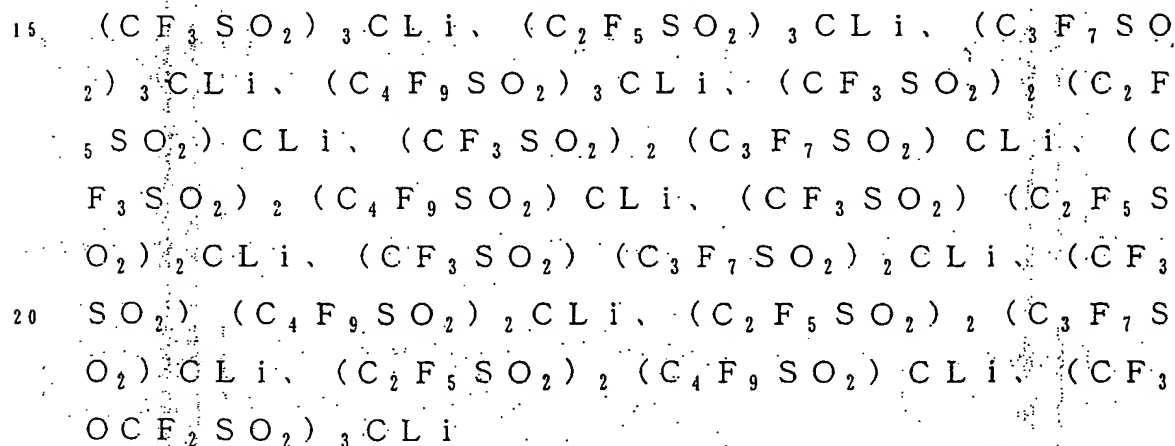 15 (CF₃SO₂)₃CLi、(C₂F₅SO₂)₃CLi、(C₃F₇SO
₂)₃CLi、(C₄F₉SO₂)₃CLi、(CF₃SO₂)₂(C₂F
₅SO₂)CLi、(CF₃SO₂)₂(C₃F₇SO₂)CLi、(C
F₃SO₂)₂(C₄F₉SO₂)CLi、(CF₃SO₂)(C₂F₅S
O₂)₂CLi、(CF₃SO₂)(C₃F₇SO₂)₂CLi、(CF₃
20 SO₂)(C₄F₉SO₂)₂CLi、(C₂F₅SO₂)₂(C₃F₇S
O₂)CLi、(C₂F₅SO₂)₂(C₄F₉SO₂)CLi、(CF₃
OCF₂SO₂)₃CLi